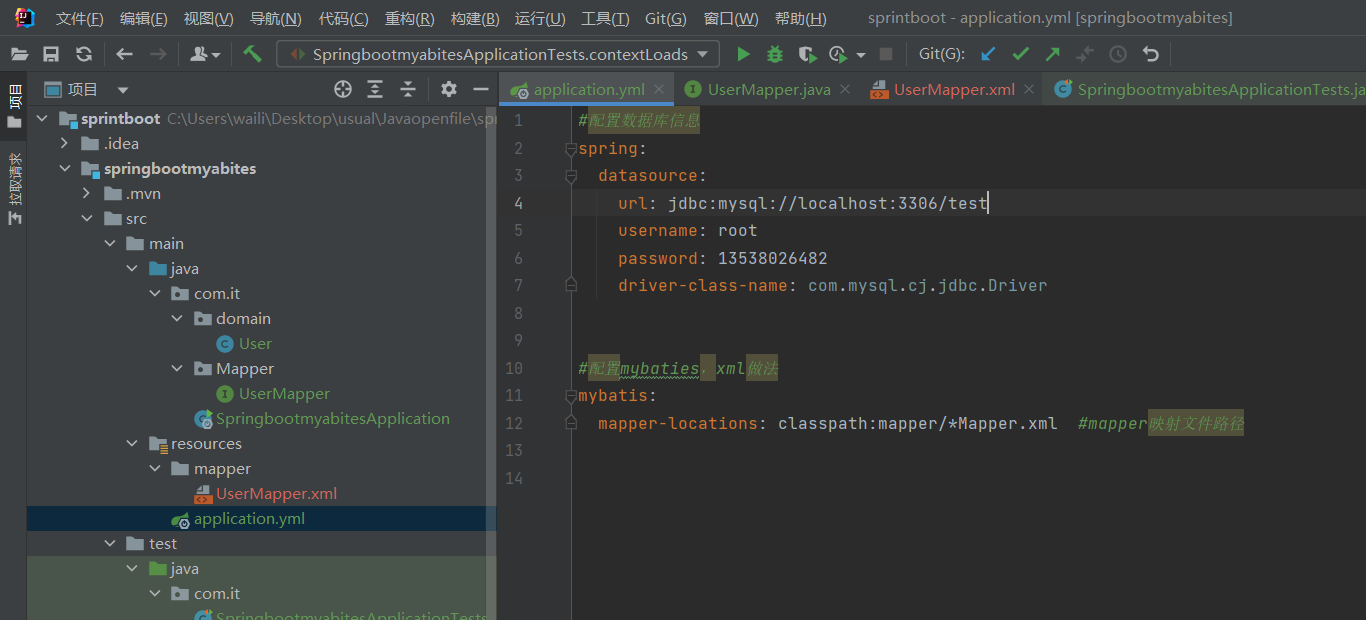 文件(F) 编辑(E) 视图(V) 导航(N) 代码(C) 重构(R) 构建(B) 运行(U) 工具(T) Git(G) 窗口(W) 帮助(H) sprintboot - application.yml [springbootmyabites]
SpringbootmyabitesApplicationTests.contextLoads Git(G):
项目
application.yml UserMapper.java UserMapper.xml SpringbootmyabitesApplicationTests.ja
项目
拉取请求
sprintboot C:\Users\waili\Desktop\usual\Javaopenfile\sp
.idea
springbootmyabites
.mvn
src
main
java
com.it
domain
User
Mapper
UserMapper
SpringbootmyabitesApplication
resources
mapper
UserMapper.xml
application.yml
test
java
com.it
SpringbootmyabitesApplicationTests
1 #配置数据库信息
2 spring:
3 datasource:
4 url: jdbc:mysql://localhost:3306/test
5 username: root
6 password: 13538026482
7 driver-class-name: com.mysql.cj.jdbc.Driver
8
9
10 #配置mybaties，xml做法
11 mybatis:
12 mapper-locations: classpath:mapper/*Mapper.xml #mapper映射文件路径
13
14